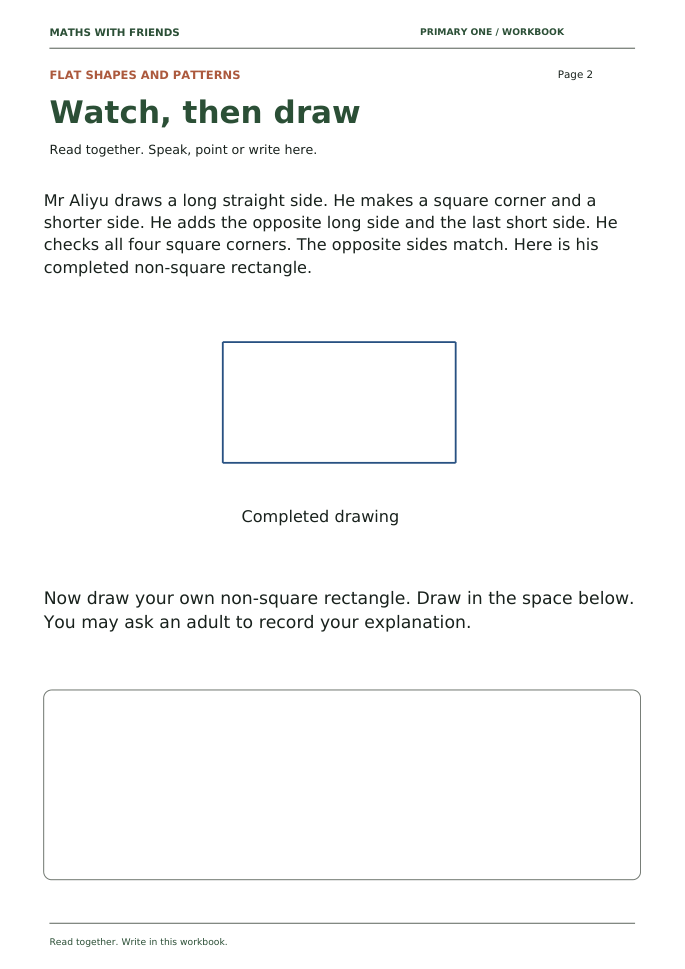 MATHS WITH FRIENDS
PRIMARY ONE / WORKBOOK
FLAT SHAPES AND PATTERNS
Page 2
Watch, then draw
Read together. Speak, point or write here.
Mr Aliyu draws a long straight side. He makes a square corner and a
shorter side. He adds the opposite long side and the last short side. He
checks all four square corners. The opposite sides match. Here is his
completed non-square rectangle.
Completed drawing
Now draw your own non-square rectangle. Draw in the space below.
You may ask an adult to record your explanation.
Read together. Write in this workbook.